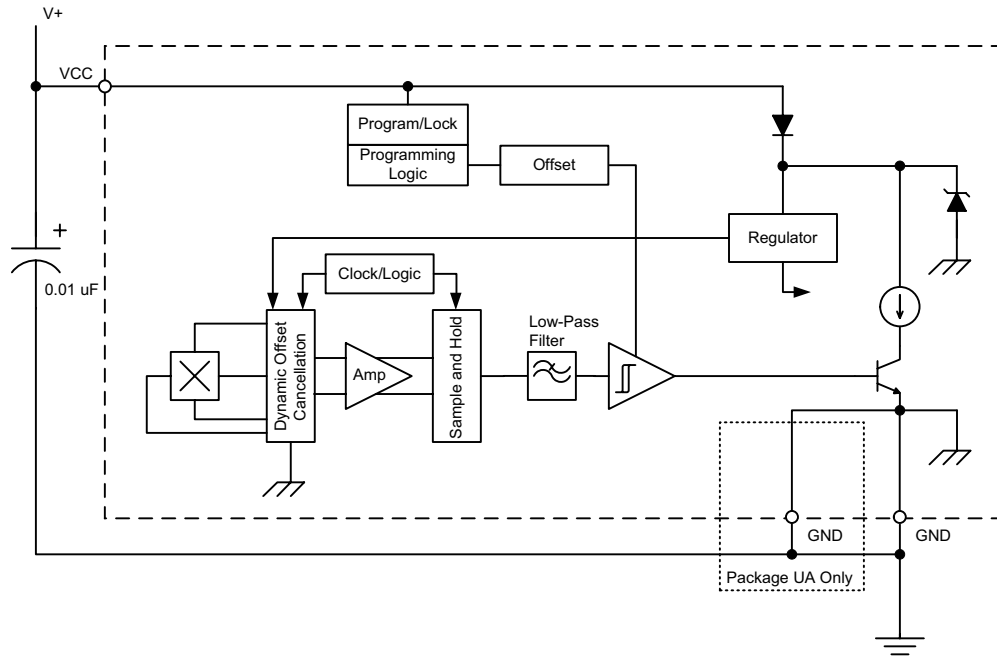 V+
VCC
Program/Lock
Programming
Logic
Offset
Regulator
+
Clock/Logic
0.01 uF
Low-Pass
Filter
Dynamic Offset
Cancellation
Amp
Sample and Hold
GND
GND
Package UA Only